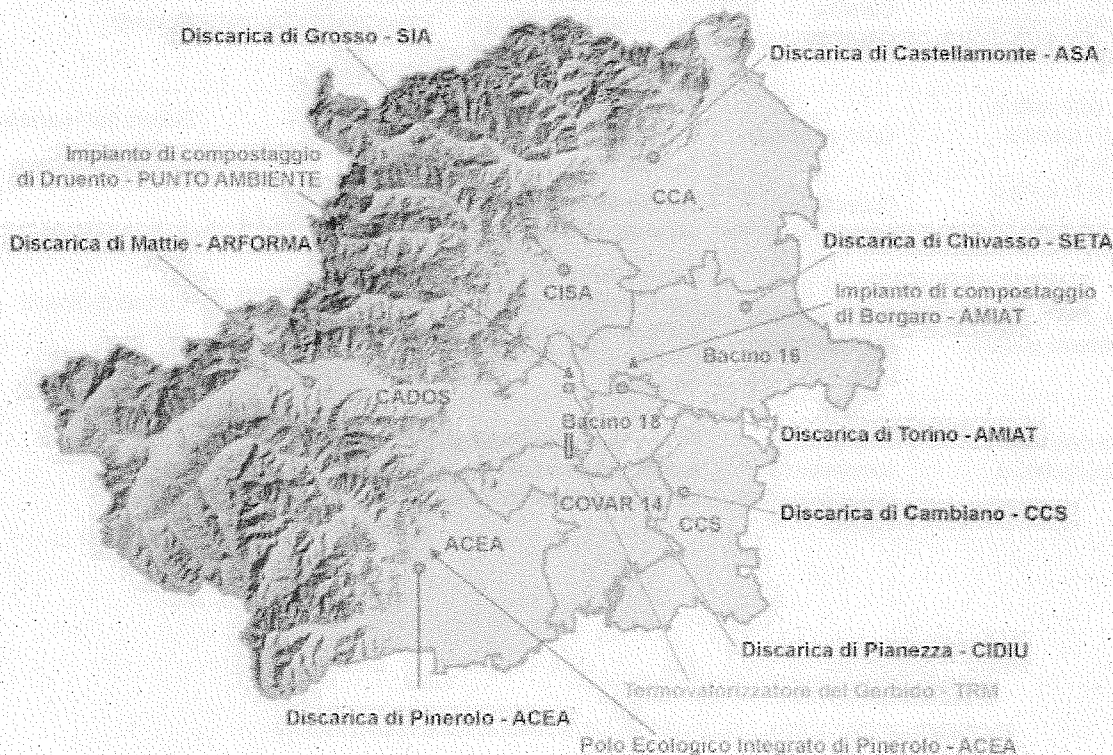 Discarica di Grosso - SIA
Discarica di Castellamonte - ASA
Impianto di compostaggio
di Druento - PUNTO AMBIENTE
CCA
Discarica di Mattie - ARFORMA
Discarica di Chivasso - SETA
CISA
Impianto di compostaggio
di Borgaro - AMIAT
Bacino 16
CADOS
Bacino 18
Discarica di Torino - AMIAT
COVAR 14
CCS
Discarica di Cambiano - CCS
ACEA
Discarica di Pianezza - CIDIU
Termovalorizzatore del Gerbido - TRM
Discarica di Pinerolo - ACEA
Polo Ecologico Integrato di Pinerolo - ACEA